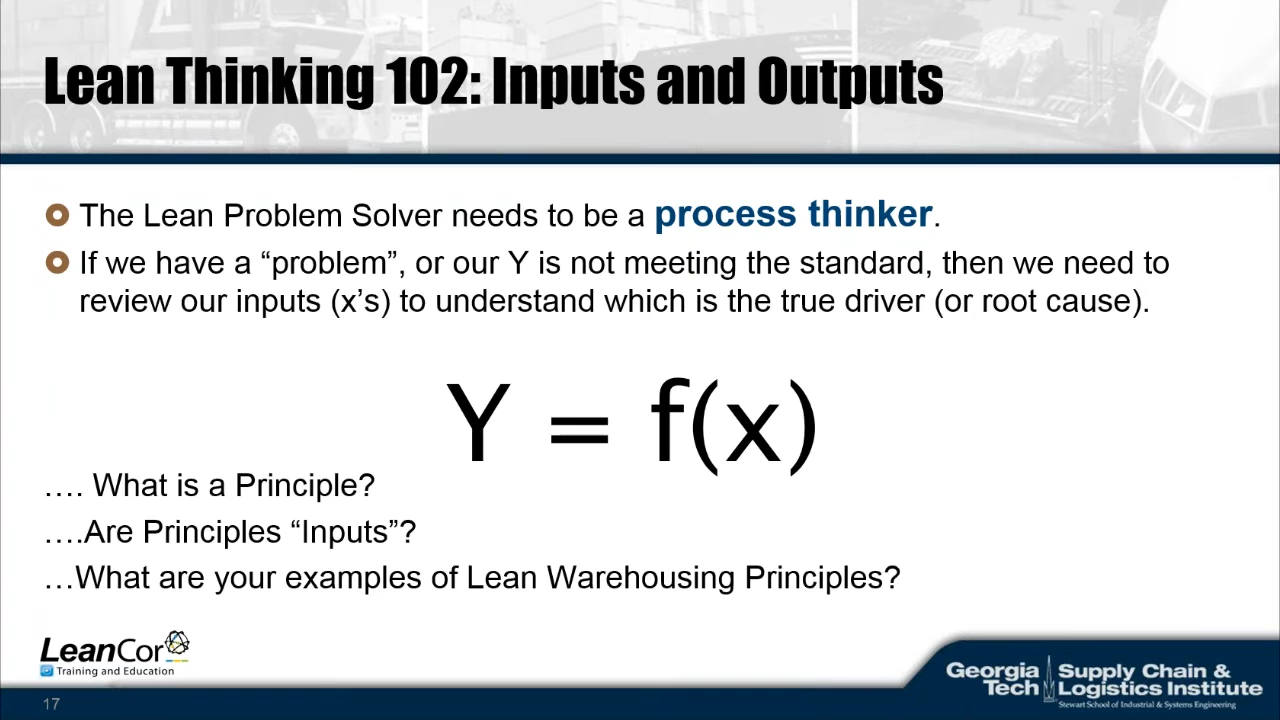 Lean Thinking 102: Inputs and Outputs
The Lean Problem Solver needs to be a process thinker.
If we have a “problem”, or our Y is not meeting the standard, then we need to
review our inputs (x’s) to understand which is the true driver (or root cause).
Y = f(x)
…. What is a Principle?
….Are Principles “Inputs”?
…What are your examples of Lean Warehousing Principles?
LeanCor
Training and Education
Georgia
Tech
Supply Chain &
Logistics Institute
Stewart School of Industrial & Systems Engineering
17